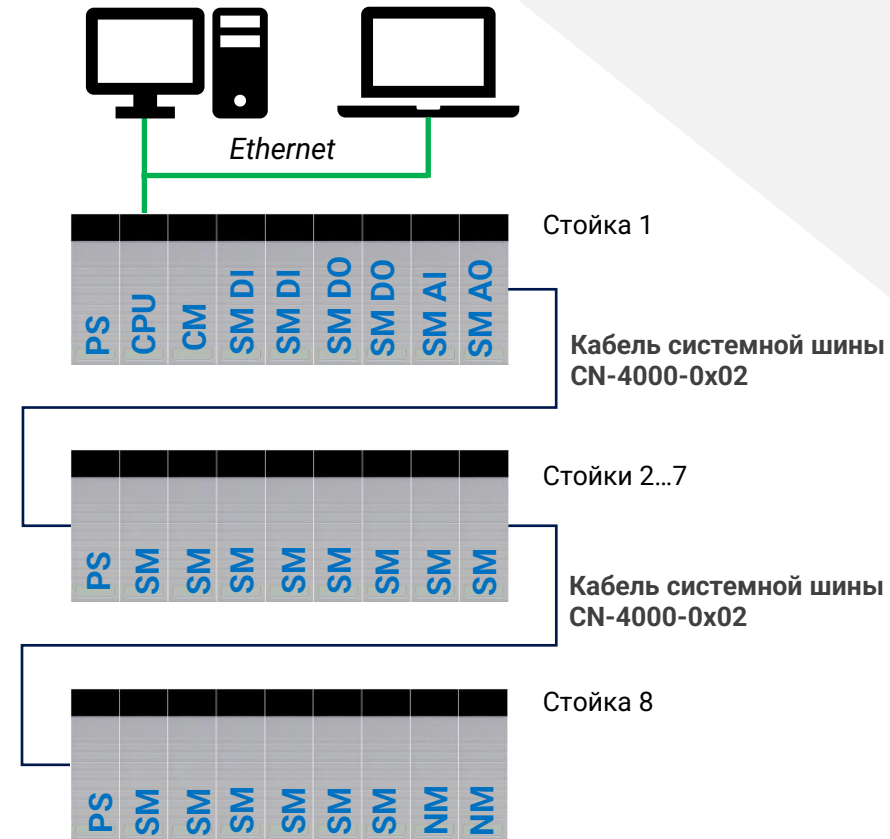 Ethernet
Стойка 1
PS CPU CM SM DI SM DI SM DO SM DO SM AI SM AO
Кабель системной шины
CN-4000-0x02
Стойки 2...7
PS SM SM SM SM SM SM SM SM
Кабель системной шины
CN-4000-0x02
Стойка 8
PS SM SM SM SM SM SM NM NM